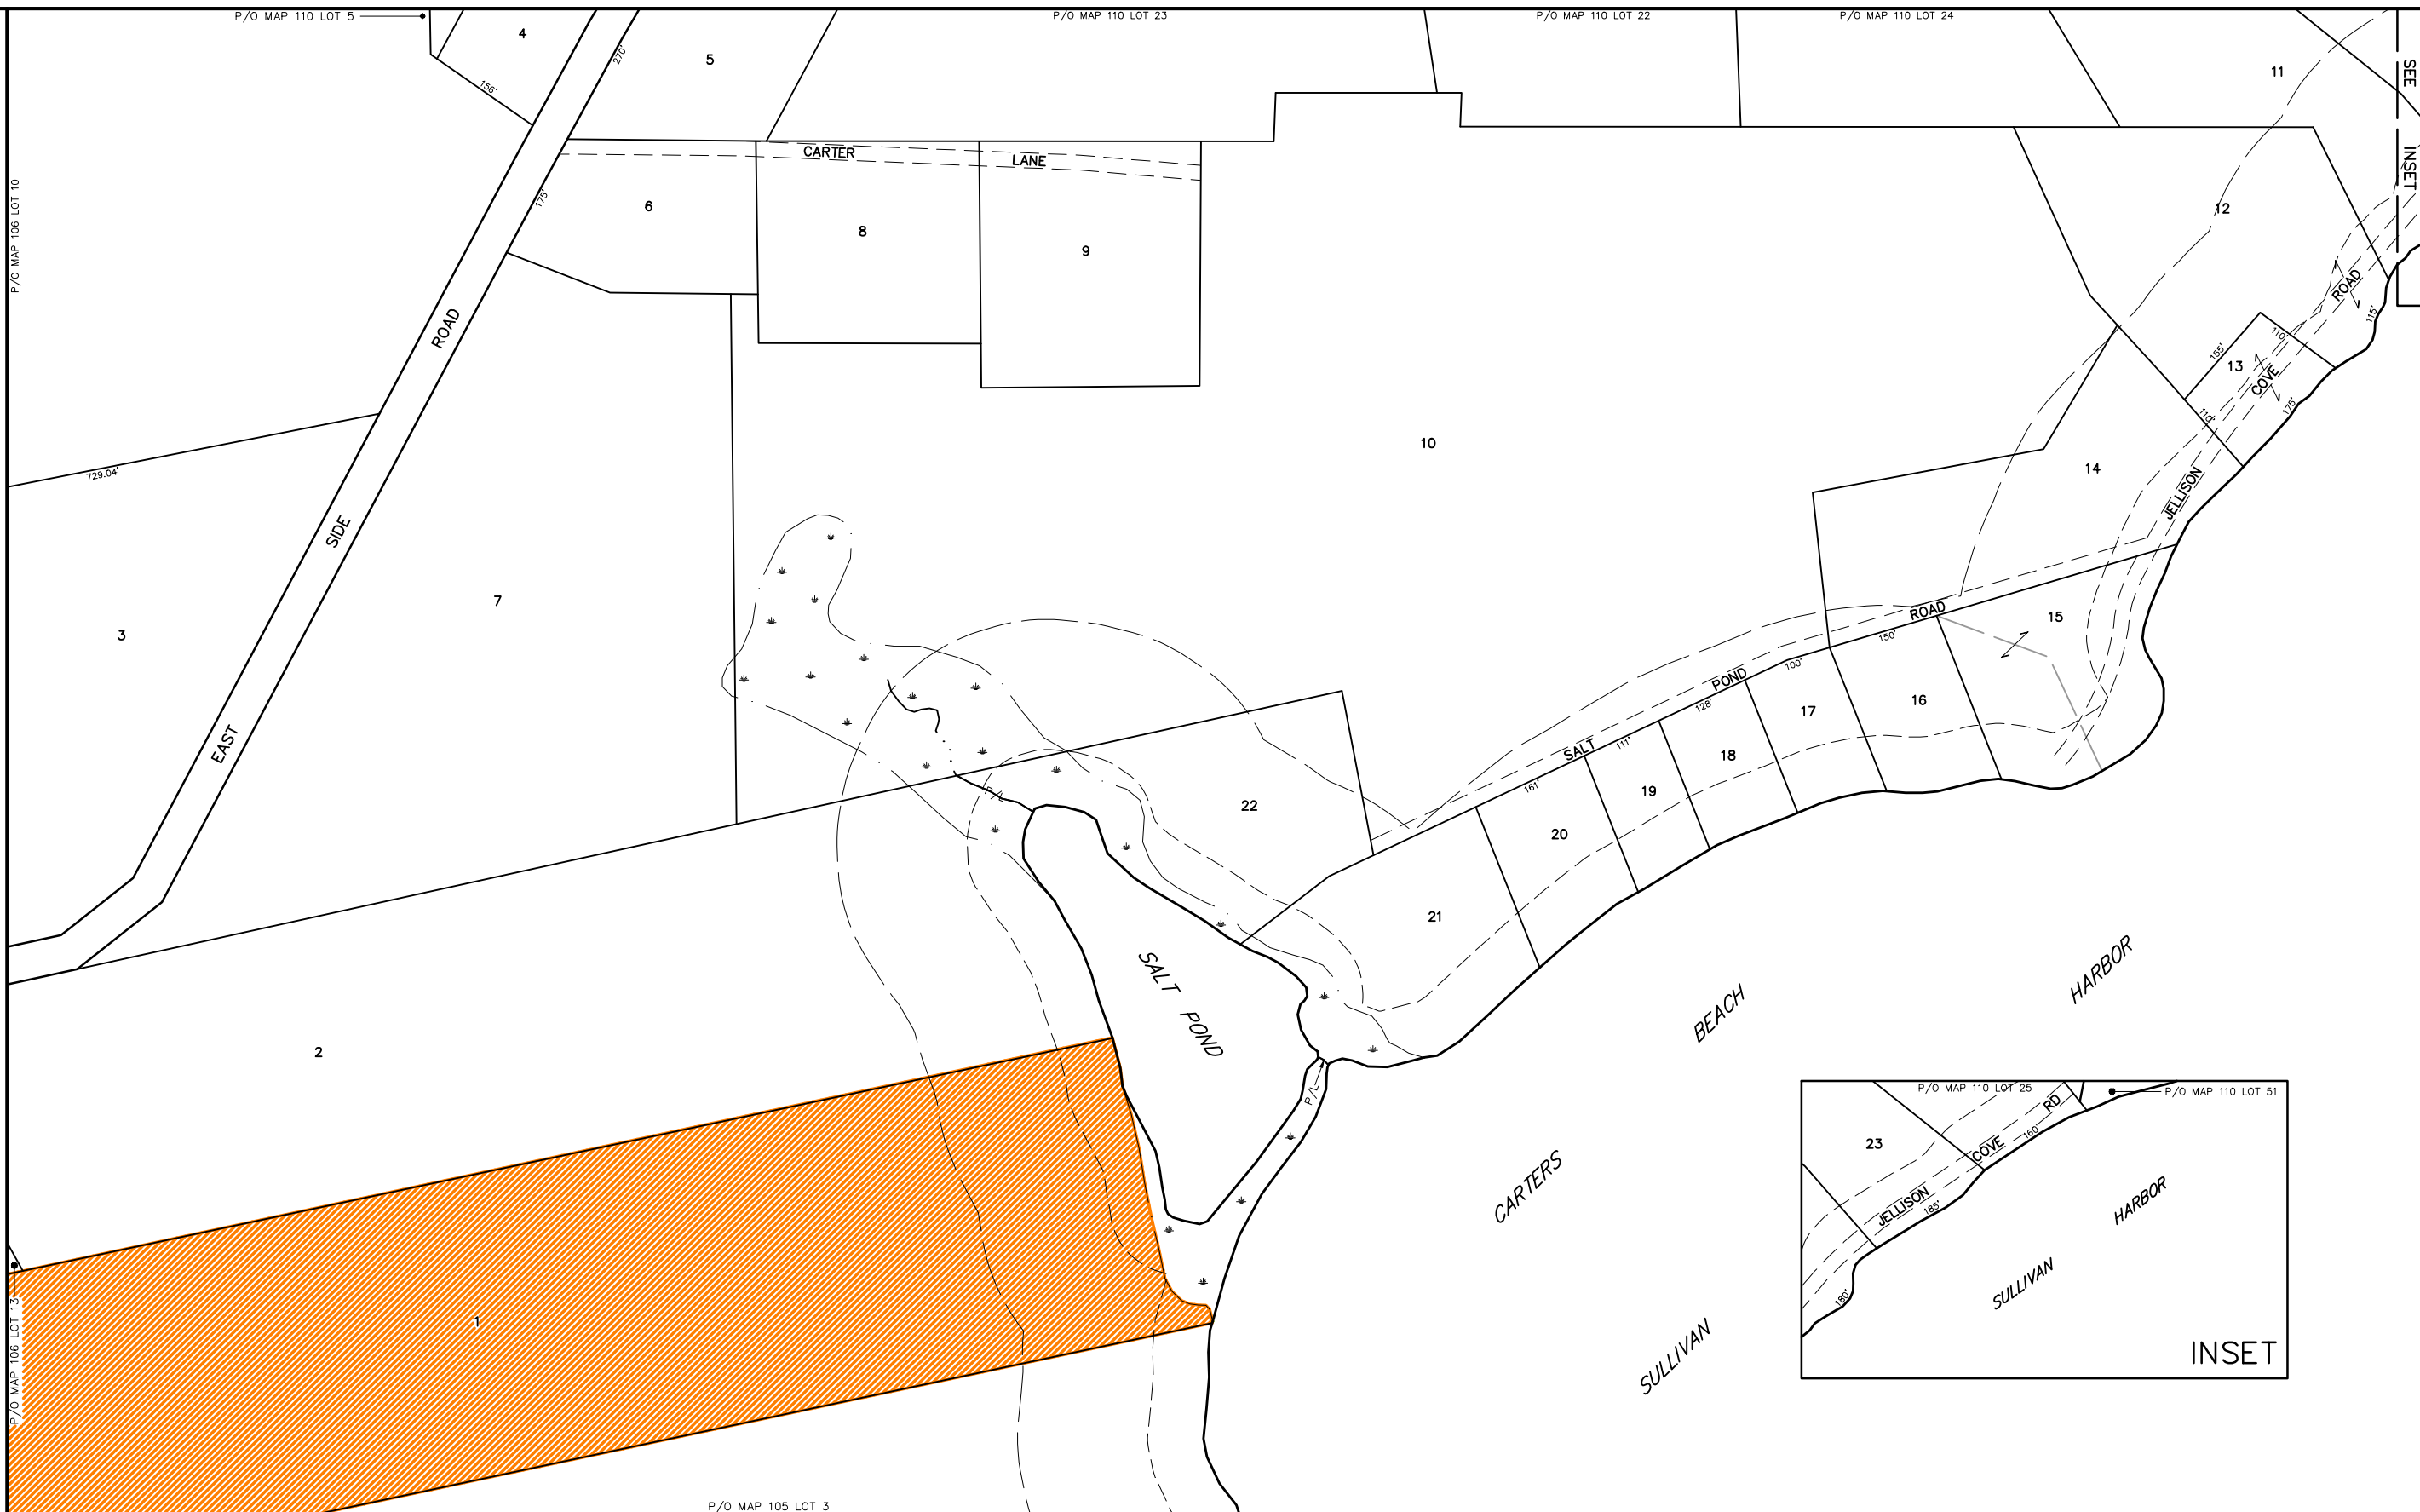 P/O MAP 110 LOT 5
P/O MAP 110 LOT 23
P/O MAP 110 LOT 22
P/O MAP 110 LOT 24
4
5
11
SEE INSET
270'
156'
CARTER LANE
P/O MAP 106 LOT 10
175'
6
8
9
12
EAST SIDE ROAD
JELLISON COVE ROAD
115'
110'
155'
13
175'
110'
10
14
729.04'
7
3
15
SALT POND ROAD
150'
100'
128'
111'
161'
16
17
18
19
20
21
22
P/L
SALT POND
P/L
2
CARTERS BEACH
SULLIVAN HARBOR
P/O MAP 110 LOT 25
P/O MAP 110 LOT 51
23
JELLISON COVE RD
160'
185'
180'
SULLIVAN HARBOR
INSET
P/O MAP 106 LOT 13
1
P/O MAP 105 LOT 3